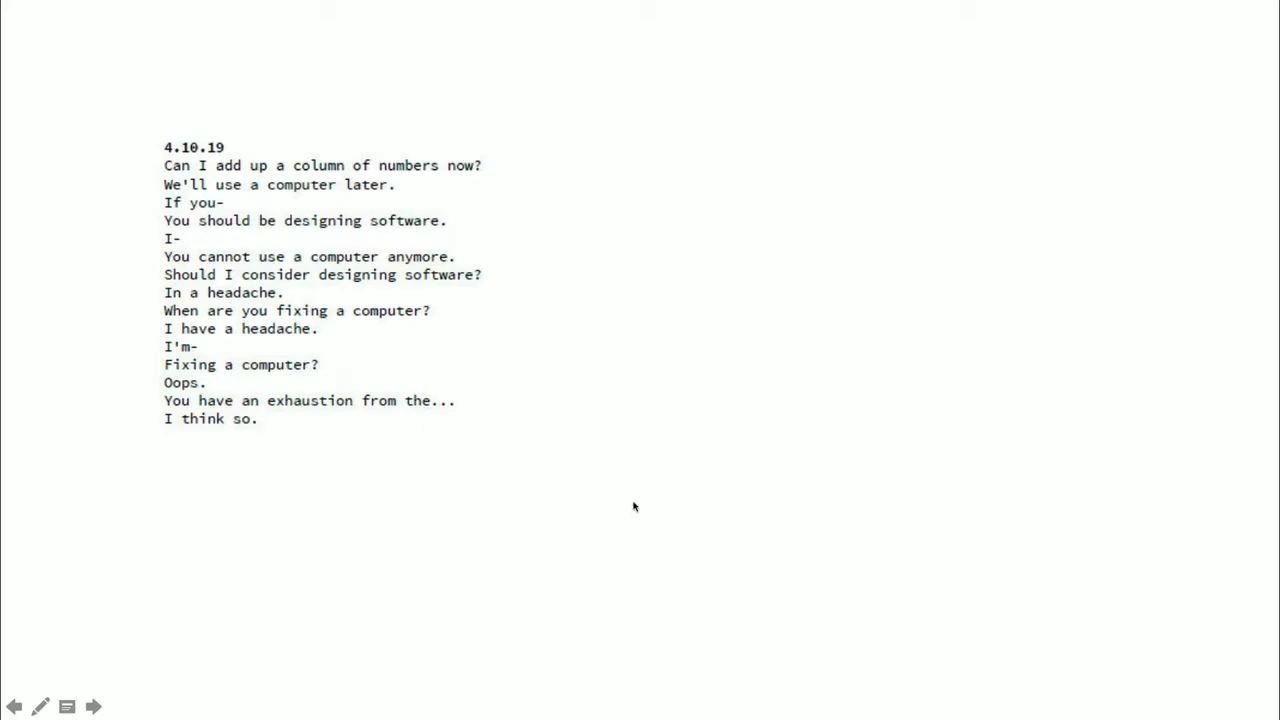 4.10.19
Can I add up a column of numbers now?
We'll use a computer later.
If you-
You should be designing software.
I-
You cannot use a computer anymore.
Should I consider designing software?
In a headache.
When are you fixing a computer?
I have a headache.
I'm-
Fixing a computer?
Oops.
You have an exhaustion from the...
I think so.